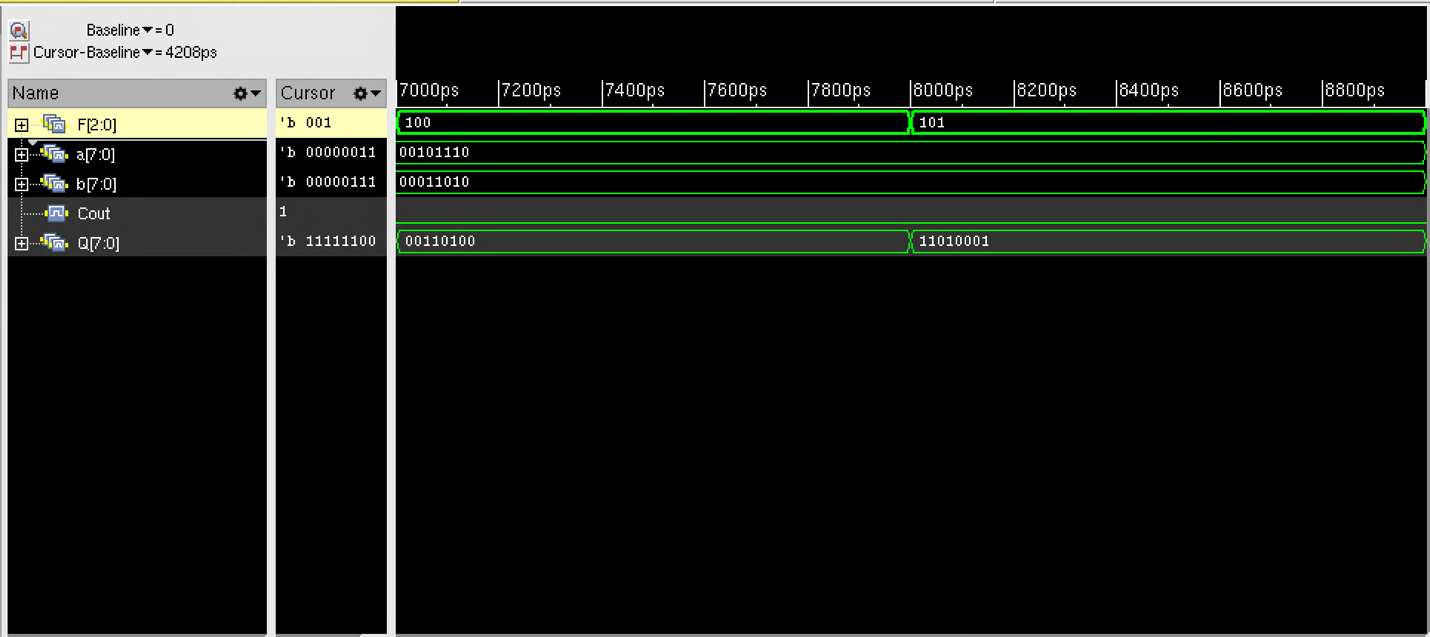 Baseline = 0
Cursor-Baseline = 4208ps
Name Cursor 7000ps 7200ps 7400ps 7600ps 7800ps 8000ps 8200ps 8400ps 8600ps 8800ps
F[2:0] 'b 001 100 101
a[7:0] 'b 00000011 00101110
b[7:0] 'b 00000111 00011010
Cout 1
Q[7:0] 'b 11111100 00110100 11010001